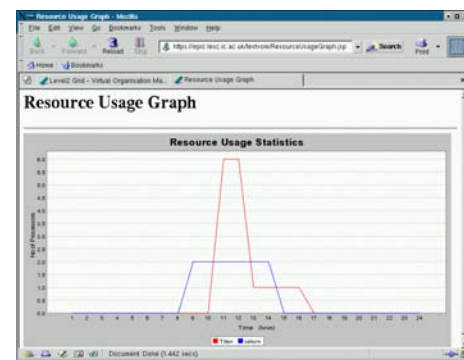 Resource Usage Graph - Mozilla
File Edit View Go Bookmarks Tools Window Help
Back Forward Reload Stop Search Print
Home Bookmarks
Level2 Grid - Virtual Organisation Ma... Resource Usage Graph
Resource Usage Graph
Resource Usage Statistics
No of Processors
1 2 3 4 5 6 7 8 9 10 11 12 13 14 15 16 17 18 19 20 21 22 23 24
Time (hour)
Titan saturn
Document: Done (1.442 secs)